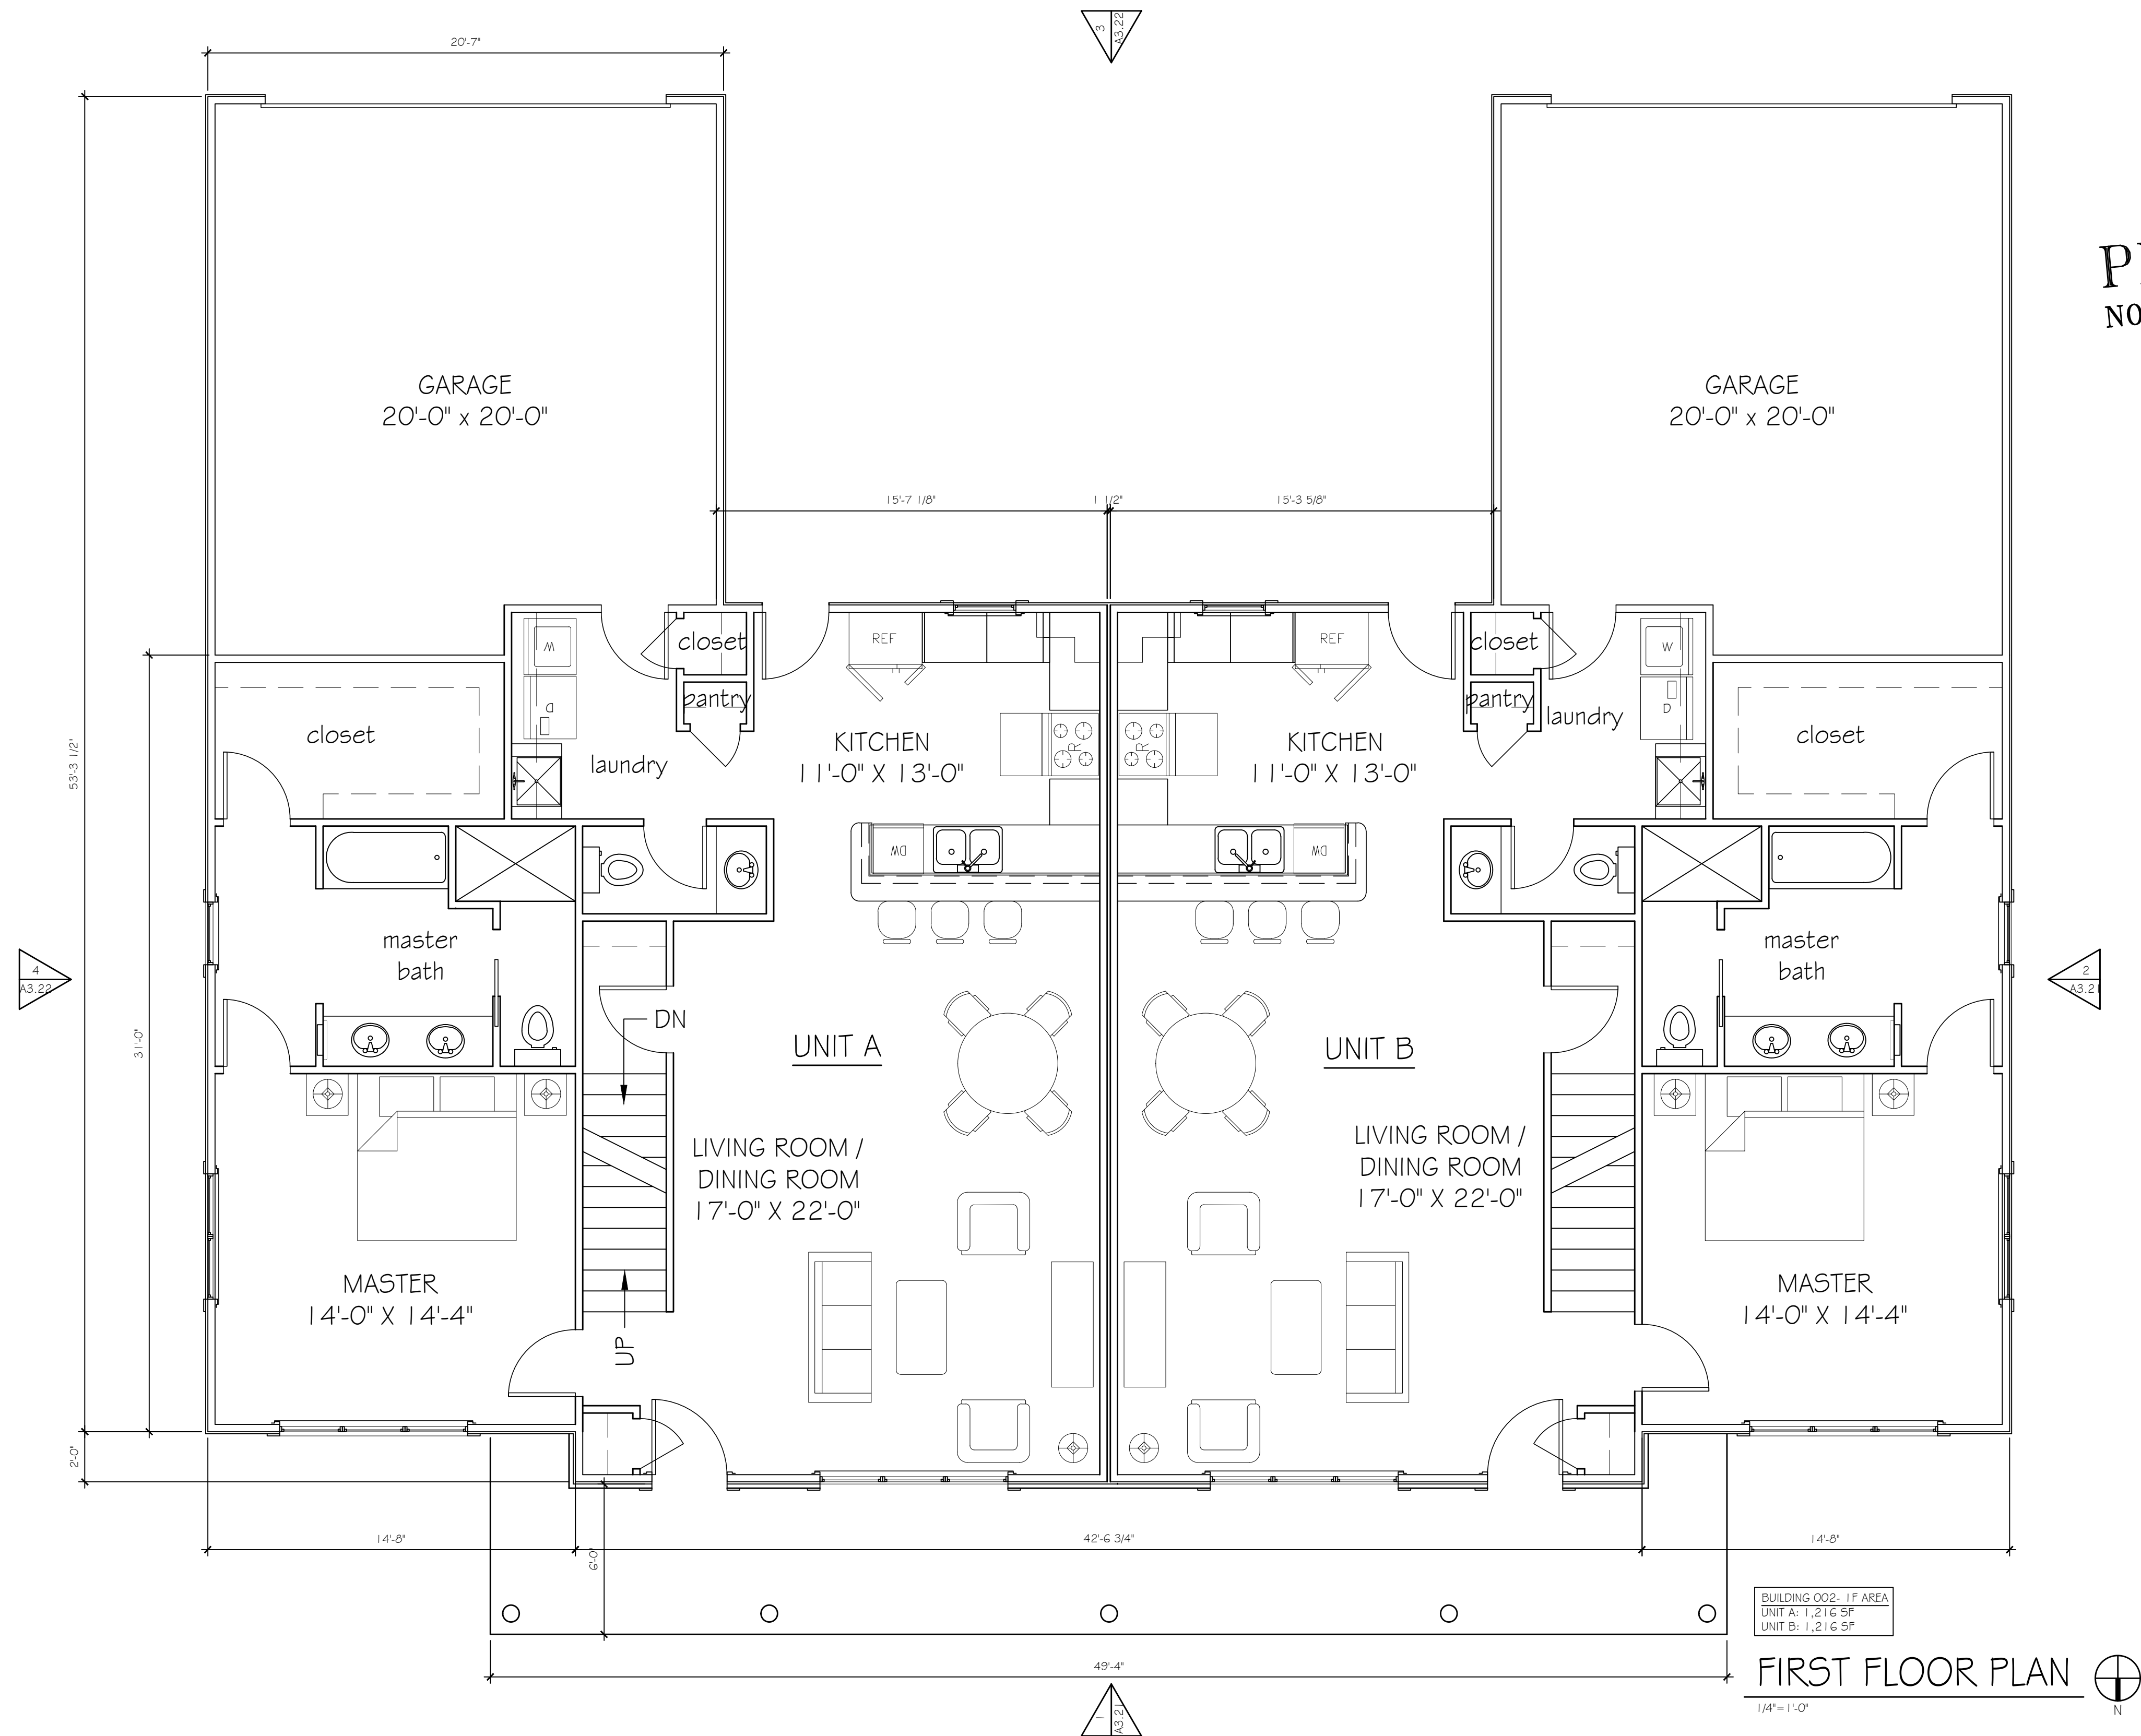 3
A3.22
20'-7"
P
NO
GARAGE
20'-0" x 20'-0"
GARAGE
20'-0" x 20'-0"
15'-7 1/8"
1 1/2"
15'-3 5/8"
W
closet
REF
REF
closet
W
D
pantry
pantry
D
laundry
closet
laundry
R
R
closet
KITCHEN
11'-0" X 13'-0"
KITCHEN
11'-0" X 13'-0"
53'-3 1/2"
DW
DW
master
bath
master
bath
4
A3.22
2
A3.21
31'-0"
DN
UNIT A
UNIT B
LIVING ROOM /
DINING ROOM
17'-0" X 22'-0"
LIVING ROOM /
DINING ROOM
17'-0" X 22'-0"
MASTER
14'-0" X 14'-4"
MASTER
14'-0" X 14'-4"
UP
2'-0"
14'-8"
6'-0"
42'-6 3/4"
14'-8"
BUILDING 002- 1F AREA
UNIT A: 1,216 SF
UNIT B: 1,216 SF
49'-4"
FIRST FLOOR PLAN
1/4"= 1'-0"
N
1
A3.21